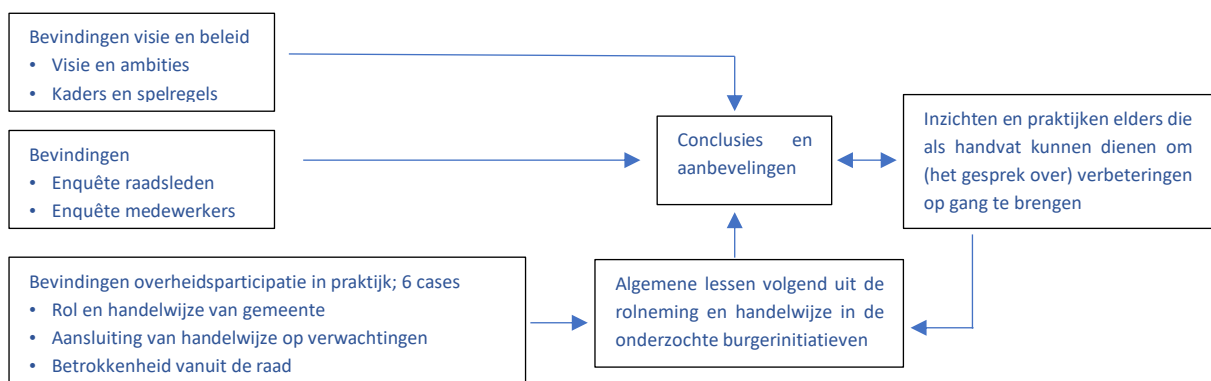 Bevindingen visie en beleid
• Visie en ambities
• Kaders en spelregels
Bevindingen
• Enquête raadsleden
• Enquête medewerkers
Bevindingen overheidsparticipatie in praktijk; 6 cases
• Rol en handelwijze van gemeente
• Aansluiting van handelwijze op verwachtingen
• Betrokkenheid vanuit de raad
Conclusies en
aanbevelingen
Algemene lessen volgend uit de
rolneming en handelwijze in de
onderzochte burgerinitiatieven
Inzichten en praktijken elders die
als handvat kunnen dienen om
(het gesprek over) verbeteringen
op gang te brengen